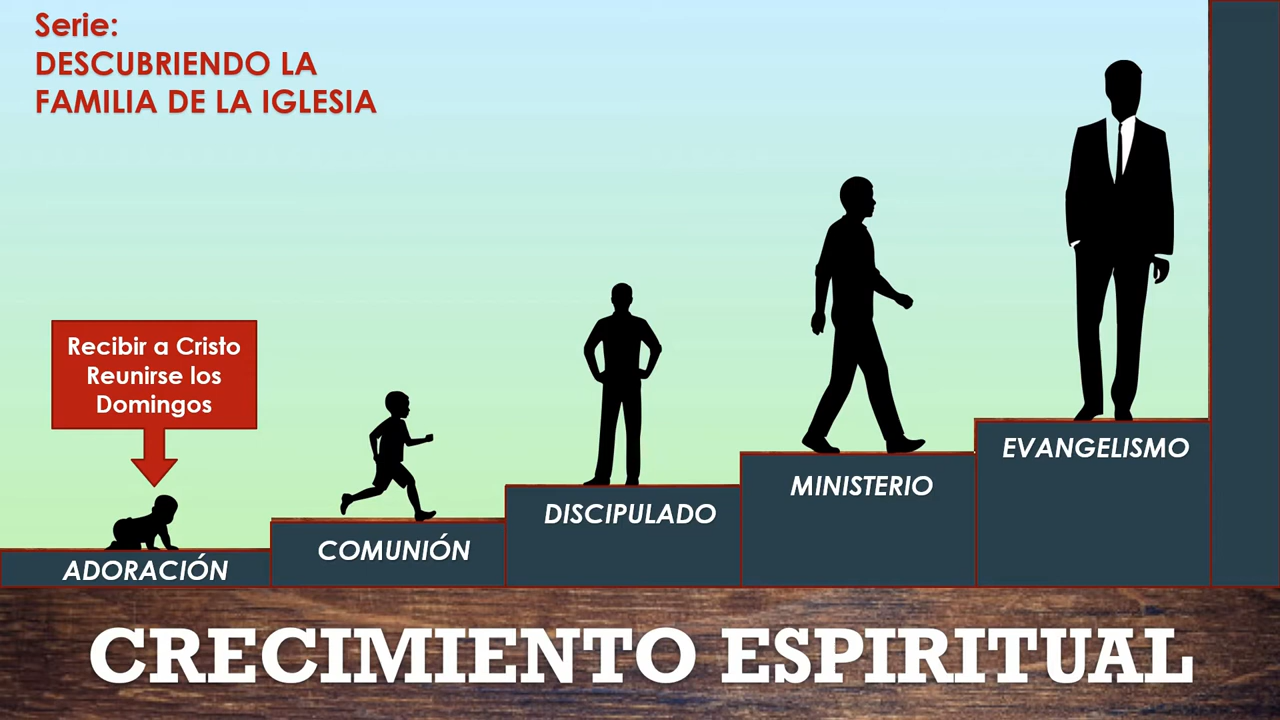 Serie:
DESCUBRIENDO LA
FAMILIA DE LA IGLESIA
Recibir a Cristo
Reunirse los
Domingos
ADORACIÓN
COMUNIÓN
DISCIPULADO
MINISTERIO
EVANGELISMO
CRECIMIENTO ESPIRITUAL